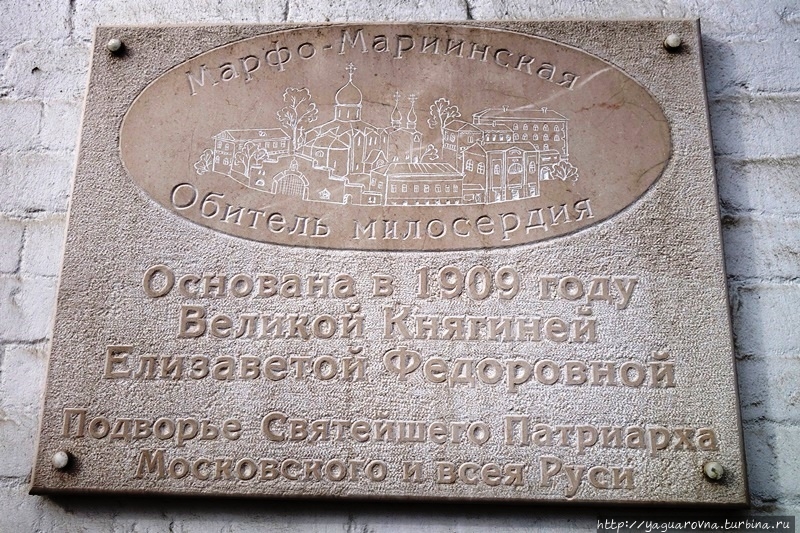 Марфо-Мариинская
Обитель милосердия
Основана в 1909 году
Великой Княгиней
Елизаветой Федоровной
Подворье Святейшего Патриарха
Московского и всея Руси
http://yaguarovna.turbina.ru